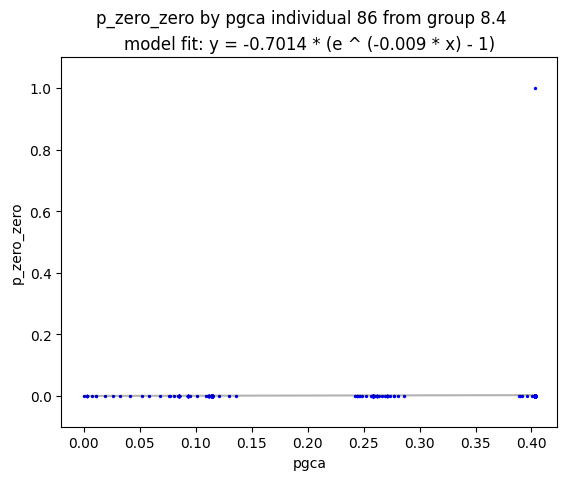 p_zero_zero by pgca individual 86 from group 8.4
model fit: y = -0.7014 * (e ^ (-0.009 * x) - 1)
1.0
0.8
0.6
0.4
0.2
0.0
p_zero_zero
0.00 0.05 0.10 0.15 0.20 0.25 0.30 0.35 0.40
pgca